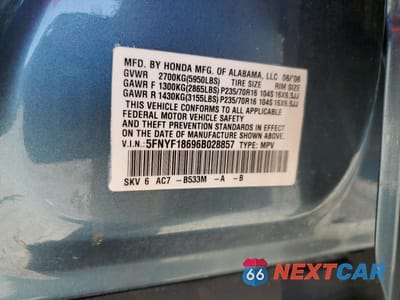 MFD. BY HONDA MFG. OF ALABAMA, LLC 06/'06
GVWR 2700KG(5950LBS) TIRE SIZE RIM SIZE
GAWR F 1300KG(2865LBS) P235/70R16 104S 16X6.5JJ
GAWR R 1430KG(3155LBS) P235/70R16 104S 16X6.5JJ
THIS VEHICLE CONFORMS TO ALL APPLICABLE
FEDERAL MOTOR VEHICLE SAFETY
AND THEFT PREVENTION STANDARDS IN EFFECT ON THE
DATE OF MANUFACTURE SHOWN ABOVE.
V.I.N.: 5FNYF18696B028857 TYPE: MPV
SKV 6 AC7 -B533M -A -B
66 NEXTCAR